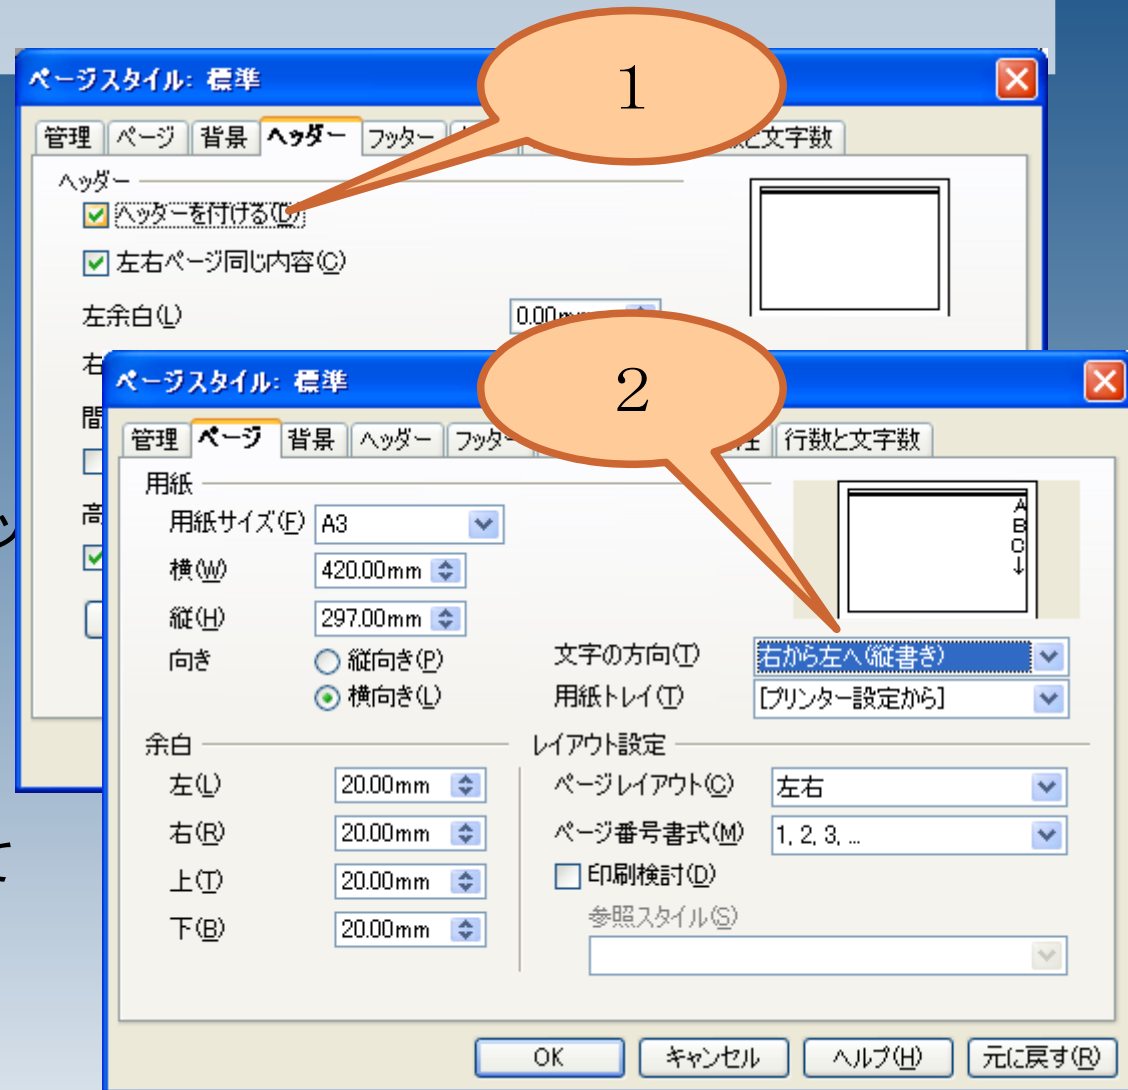 1
ページスタイル: 標準
管理 ページ 背景 ヘッダー フッター と文字数
ヘッダー
ヘッダーを付ける(D)
左右ページ同じ内容(C)
左余白(L) 0.00mm
右
間
高
2
ページスタイル: 標準
管理 ページ 背景 ヘッダー フッター 行数と文字数
用紙
用紙サイズ(F) A3
横(W) 420.00mm
縦(H) 297.00mm
向き 縦向き(P)
横向き(L)
A
B
C
↓
文字の方向(T) 右から左へ(縦書き)
用紙トレイ(T) [プリンター設定から]
余白
左(L) 20.00mm
右(R) 20.00mm
上(T) 20.00mm
下(B) 20.00mm
レイアウト設定
ページレイアウト(C) 左右
ページ番号書式(M) 1, 2, 3, ...
印刷検討(D)
参照スタイル(S)
OK キャンセル ヘルプ(H) 元に戻す(R)